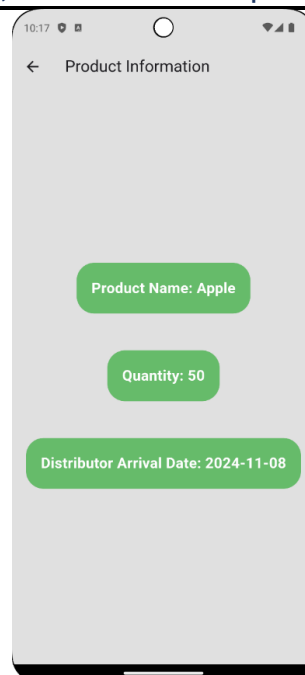 10:17
Product Information
Product Name: Apple
Quantity: 50
Distributor Arrival Date: 2024-11-08